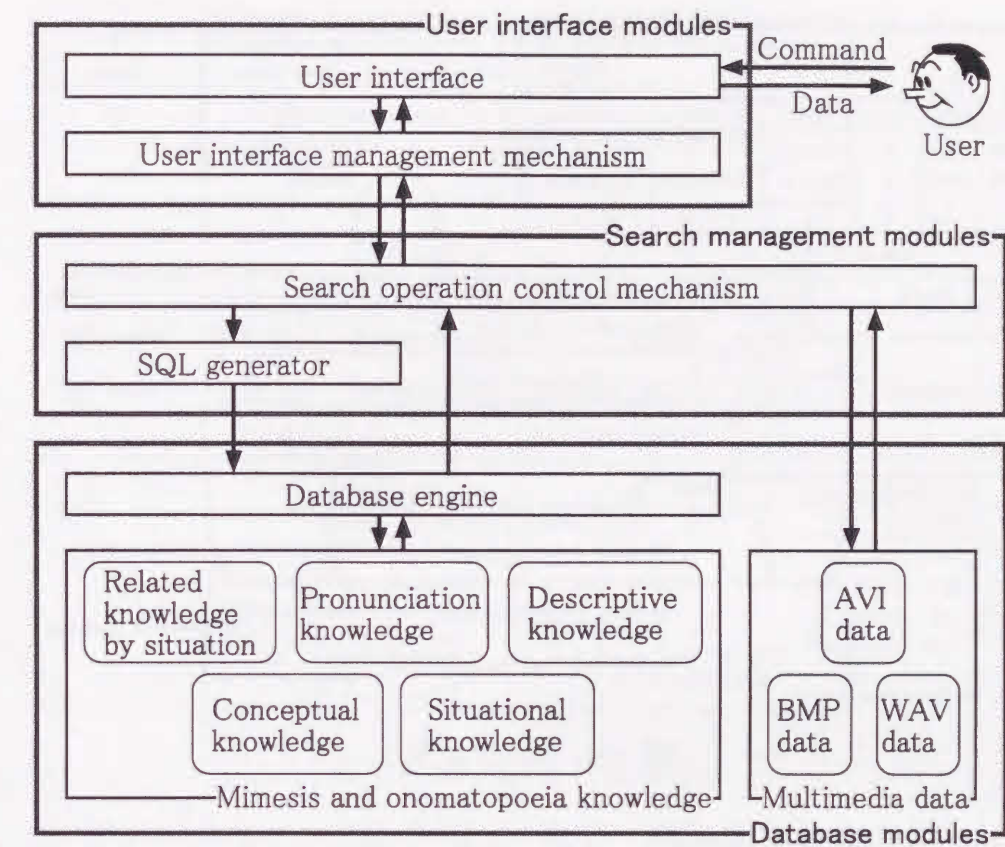 User interface modules
Command
User interface
Data
User
User interface management mechanism
Search management modules
Search operation control mechanism
SQL generator
Database engine
Related
knowledge
by situation
Pronunciation
knowledge
Descriptive
knowledge
Conceptual
knowledge
Situational
knowledge
Mimesis and onomatopoeia knowledge
AVI
data
BMP
data
WAV
data
Multimedia data
Database modules